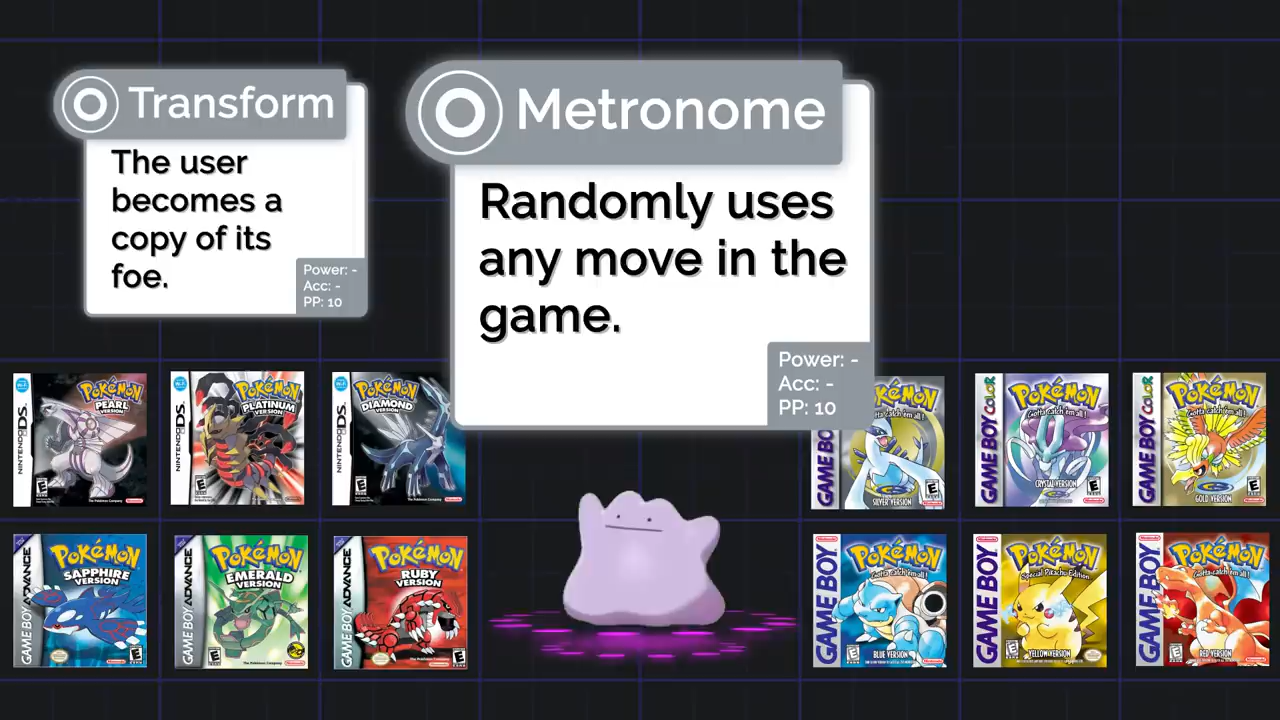 Transform
The user
becomes a
copy of its
foe.
Power: -
Acc: -
PP: 10
Metronome
Randomly uses
any move in the
game.
Power: -
Acc: -
PP: 10
NINTENDO DS
POKéMON
PEARL
VERSION
NINTENDO DS
POKéMON
PLATINUM
VERSION
NINTENDO DS
POKéMON
DIAMOND
VERSION
GAME BOY
Gotta catch 'em all!
SILVER VERSION
GAME BOY COLOR
POKéMON
Gotta catch 'em all!
CRYSTAL VERSION
GAME BOY COLOR
POKéMON
Gotta catch 'em all!
GOLD VERSION
GAME BOY ADVANCE
POKéMON
SAPPHIRE
VERSION
GAME BOY ADVANCE
POKéMON
EMERALD
VERSION
GAME BOY ADVANCE
POKéMON
RUBY
VERSION
GAME BOY
POKéMON
Gotta catch 'em all!
BLUE VERSION
GAME BOY
POKéMON
Special Pikachu Edition
YELLOW VERSION
GAME BOY
POKéMON
Gotta catch 'em all!
RED VERSION